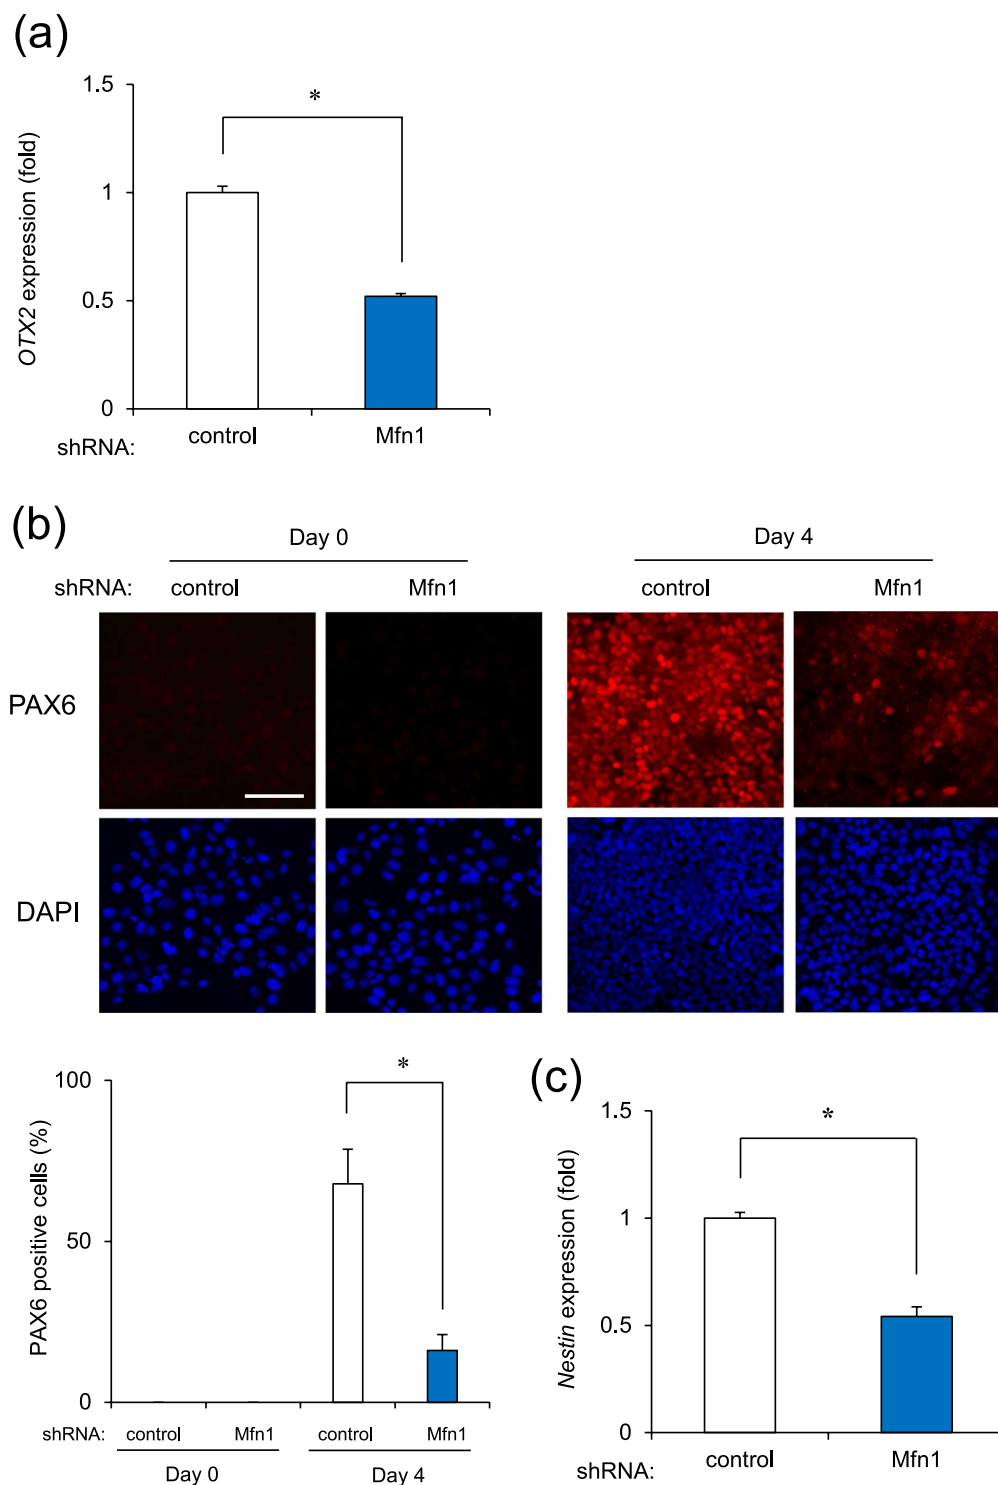 (a)
1.5
*
1
0.5
0
OTX2 expression (fold)
control
Mfn1
shRNA:
(b)
Day 0
Day 4
shRNA:
control
Mfn1
control
Mfn1
PAX6
DAPI
100
*
50
0
PAX6 positive cells (%)
shRNA:
control
Mfn1
control
Mfn1
Day 0
Day 4
(c)
1.5
*
1
0.5
0
Nestin expression (fold)
control
Mfn1
shRNA: